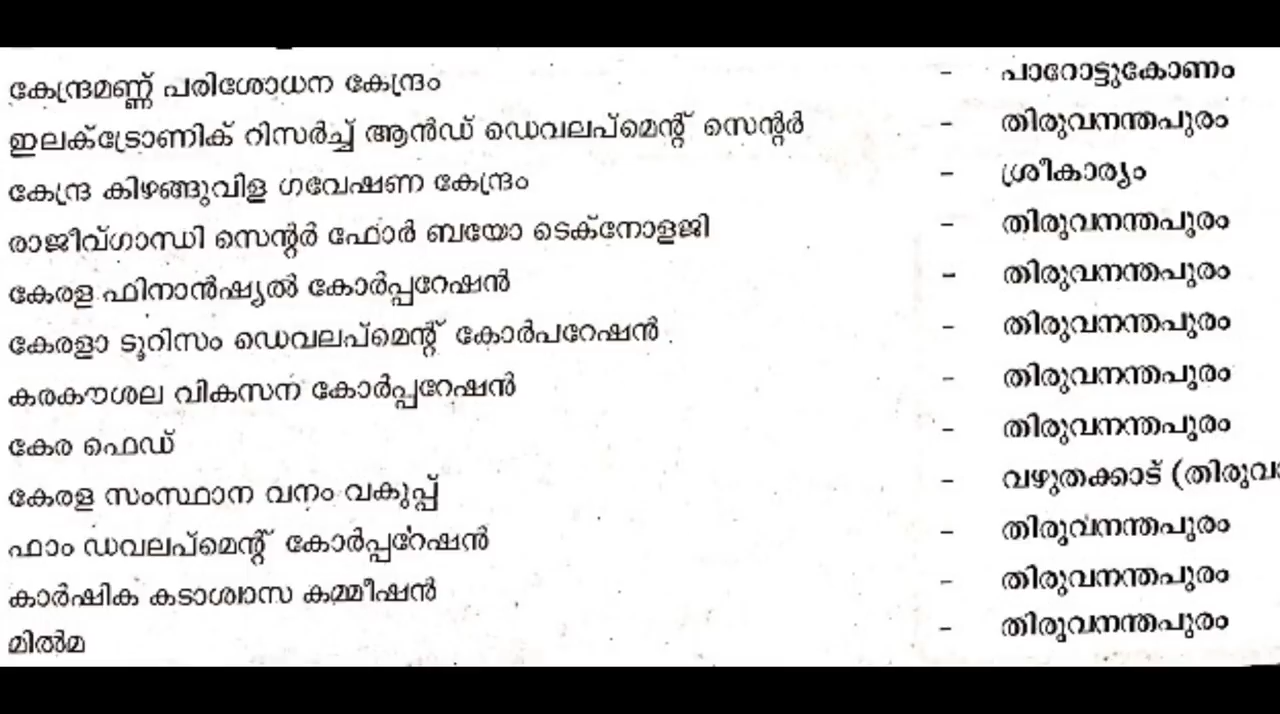 കേന്ദ്രമണ്ണ് പരിശോധന കേന്ദ്രം - പാറോട്ടുകോണം
ഇലക്ട്രോണിക് റിസർച്ച് ആൻഡ് ഡെവലപ്മെന്റ് സെന്റർ - തിരുവനന്തപുരം
കേന്ദ്ര കിഴങ്ങുവിള ഗവേഷണ കേന്ദ്രം - ശ്രീകാര്യം
രാജീവ്ഗാന്ധി സെന്റർ ഫോർ ബയോ ടെക്നോളജി - തിരുവനന്തപുരം
കേരള ഫിനാൻഷ്യൽ കോർപ്പറേഷൻ - തിരുവനന്തപുരം
കേരളാ ടൂറിസം ഡെവലപ്മെന്റ് കോർപറേഷൻ - തിരുവനന്തപുരം
കരകൗശല വികസന കോർപ്പറേഷൻ - തിരുവനന്തപുരം
കേര ഫെഡ് - തിരുവനന്തപുരം
കേരള സംസ്ഥാന വനം വകുപ്പ് - വഴുതക്കാട് (തിരുവ
ഫാം ഡവലപ്മെന്റ് കോർപ്പറേഷൻ - തിരുവനന്തപുരം
കാർഷിക കടാശ്വാസ കമ്മീഷൻ - തിരുവനന്തപുരം
മിൽമ - തിരുവനന്തപുരം